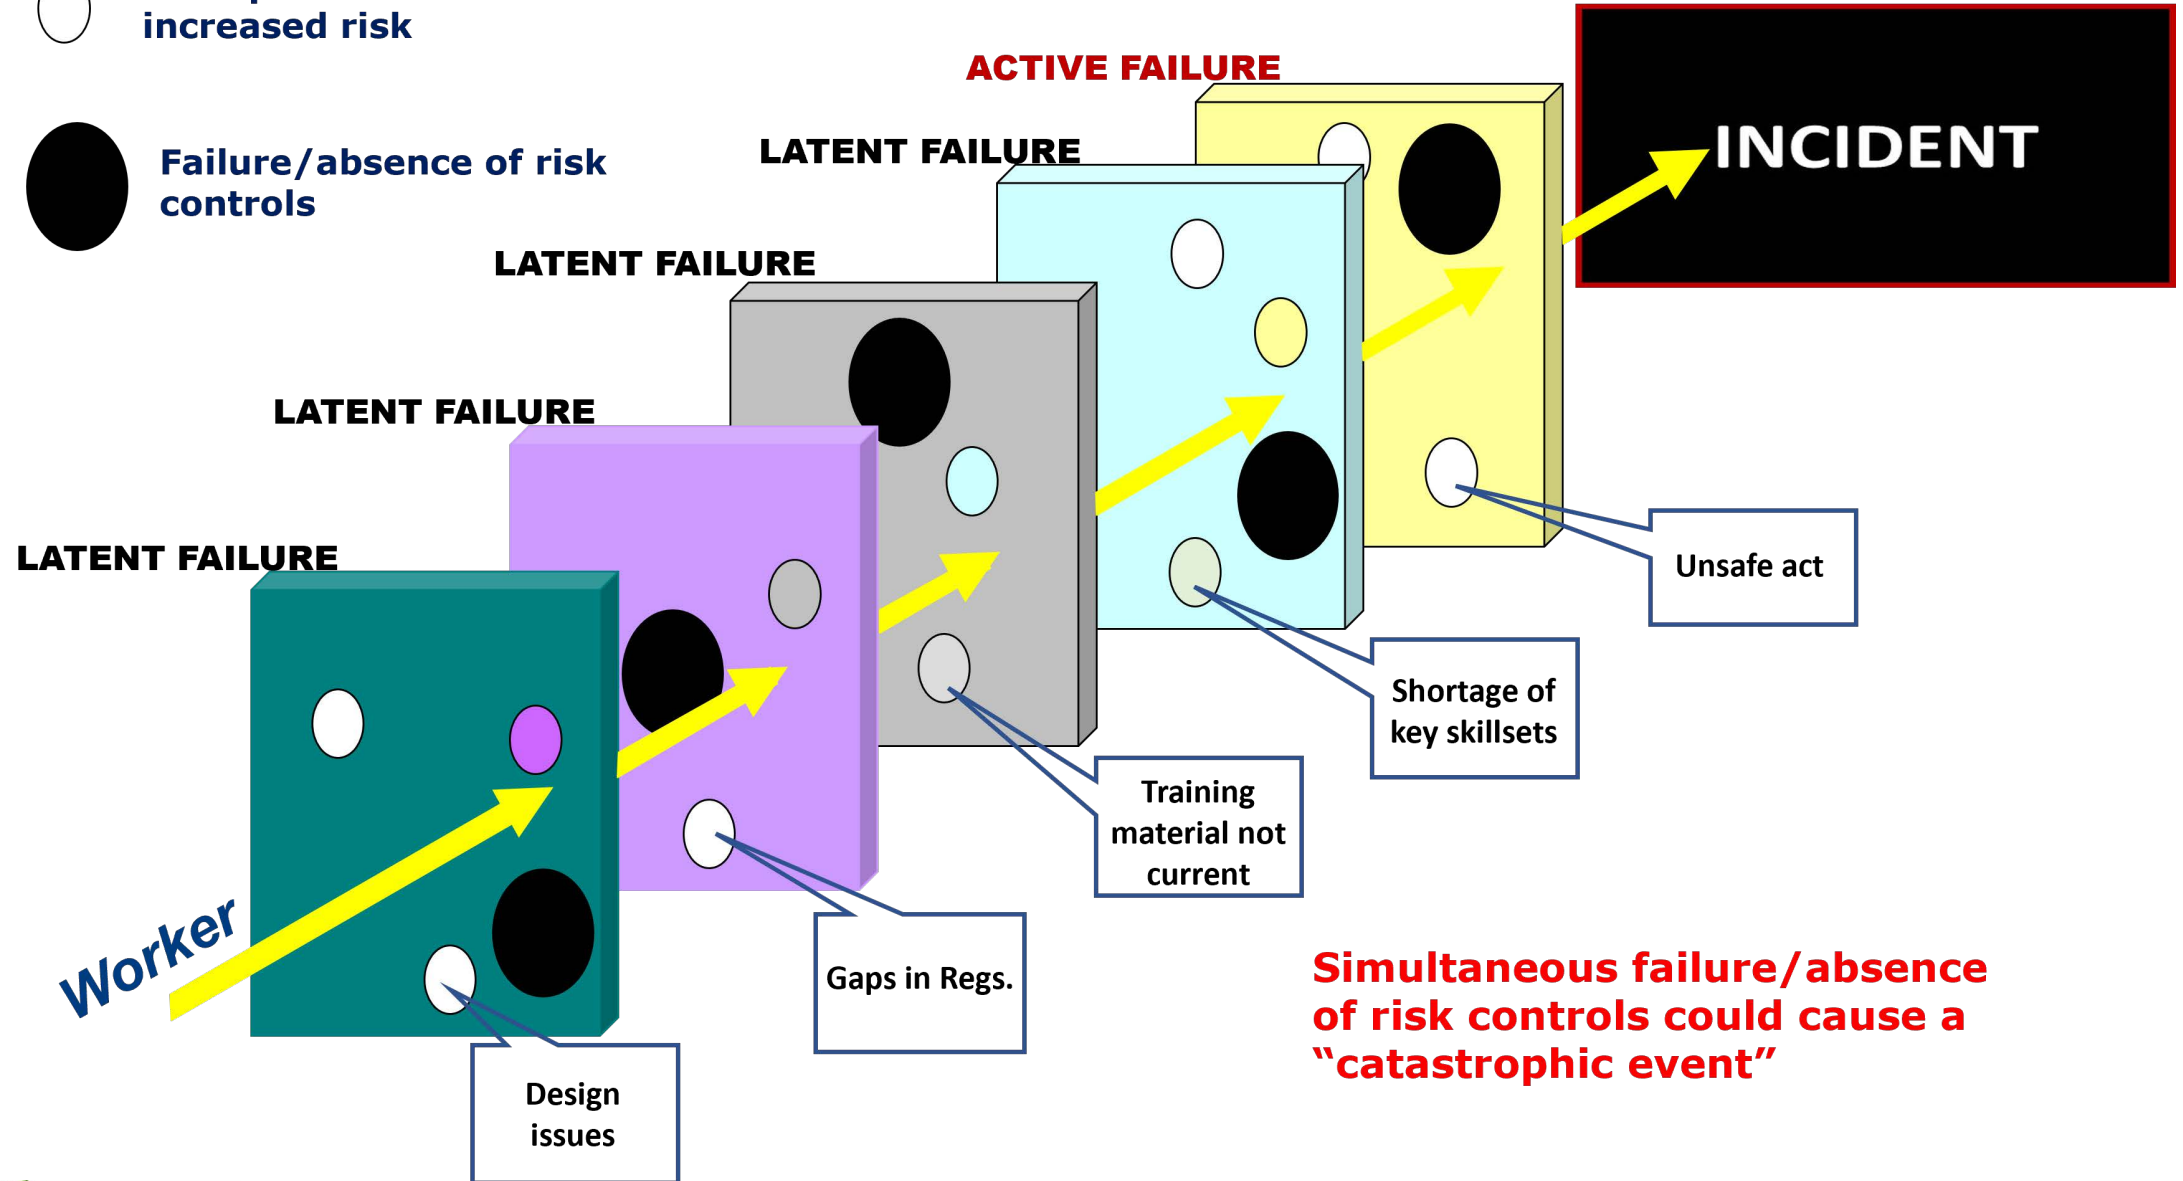 increased risk
Failure/absence of risk
controls
ACTIVE FAILURE
LATENT FAILURE
LATENT FAILURE
LATENT FAILURE
LATENT FAILURE
INCIDENT
Worker
Design
issues
Gaps in Regs.
Training
material not
current
Shortage of
key skillsets
Unsafe act
Simultaneous failure/absence
of risk controls could cause a
“catastrophic event”